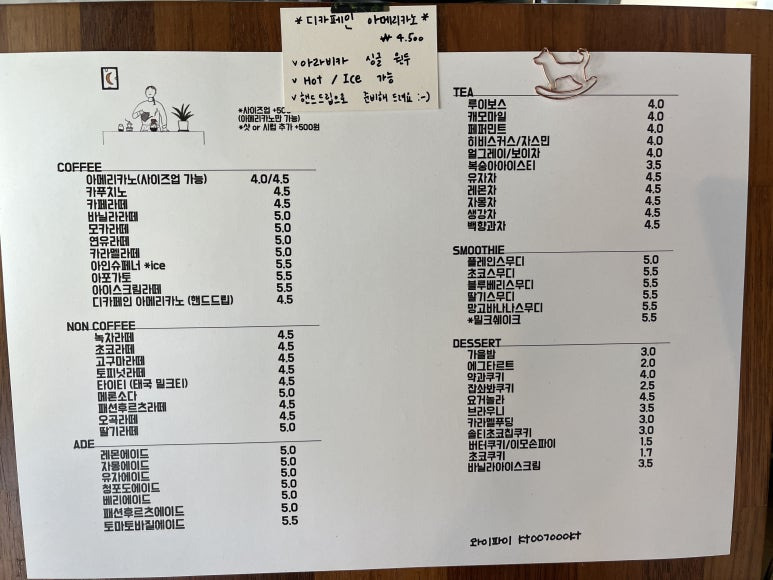 * 디카페인 아메리카노 *
₩ 4.500
v 아라비카 싱글 원두
v Hot / Ice 가능
v 핸드드립으로 준비해 드려요 :-)
*사이즈업 +50
(아메리카노만 가능)
*샷 or 시럽 추가 +500원
COFFEE
아메리카노(사이즈업 가능) 4.0/4.5
카푸치노 4.5
카페라떼 4.5
바닐라라떼 5.0
모카라떼 5.0
연유라떼 5.0
카라멜라떼 5.0
아인슈페너 *ice 5.5
아포가토 5.5
아이스크림라떼 5.5
디카페인 아메리카노 (핸드드립) 4.5
NON COFFEE
녹차라떼 4.5
초코라떼 4.5
고구마라떼 4.5
토피넛라떼 4.5
타이티 (태국 밀크티) 4.5
메론소다 5.0
패션후르츠라떼 4.5
오곡라떼 4.5
딸기라떼 5.0
ADE
레몬에이드 5.0
자몽에이드 5.0
유자에이드 5.0
청포도에이드 5.0
베리에이드 5.0
패션후르츠에이드 5.0
토마토바질에이드 5.5
TEA
루이보스 4.0
캐모마일 4.0
페퍼민트 4.0
히비스커스/자스민 4.0
얼그레이/보이차 4.0
복숭아아이스티 3.5
유자차 4.5
레몬차 4.5
자몽차 4.5
생강차 4.5
백향과차 4.5
SMOOTHIE
플레인스무디 5.0
초코스무디 5.5
블루베리스무디 5.5
딸기스무디 5.5
망고바나나스무디 5.5
*밀크쉐이크 5.5
DESSERT
가을밤 3.0
에그타르트 2.0
약과쿠키 4.0
잡솨봐쿠키 2.5
요거놀라 4.5
브라우니 3.5
카라멜푸딩 3.0
솔티초코칩쿠키 3.0
버터쿠키/이모손파이 1.5
초코쿠키 1.7
바닐라아이스크림 3.5
와이파이